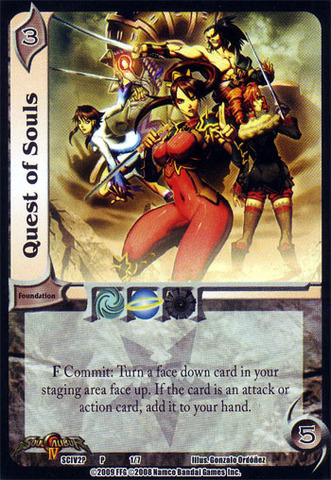 3
Quest of Souls
Foundation
F Commit: Turn a face down card in your
staging area face up. If the card is an attack or
action card, add it to your hand.
5
SOULCALIBUR
IV
SCIV2P P 1/7 Illus. Gonzalo Ordóñez
©2009 FFG ©2008 Namco Bandai Games Inc.